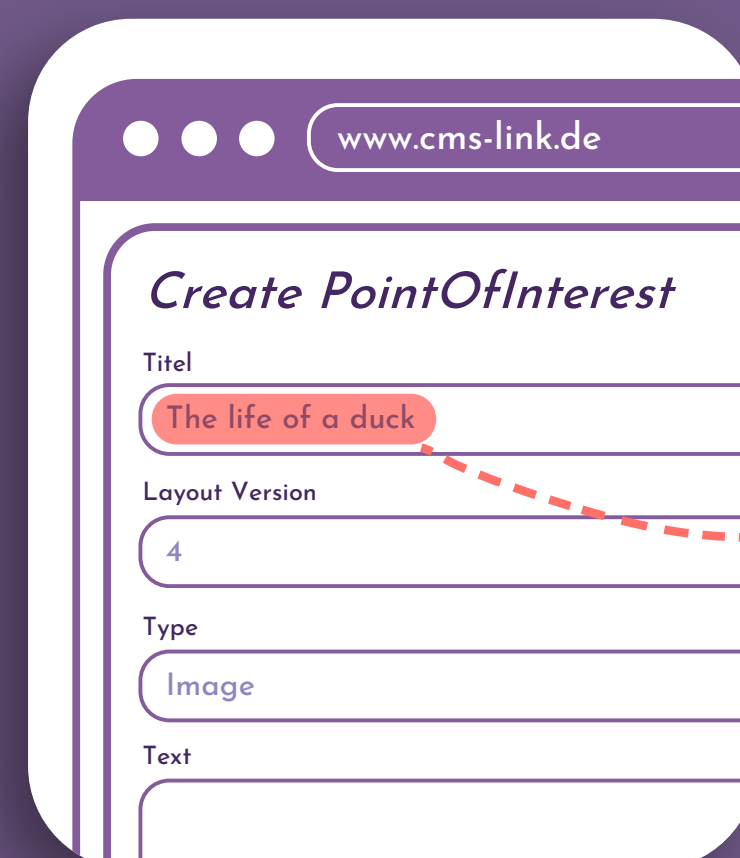 www.cms-link.de
Create PointOfInterest
Titel
The life of a duck
Layout Version
4
Type
Image
Text